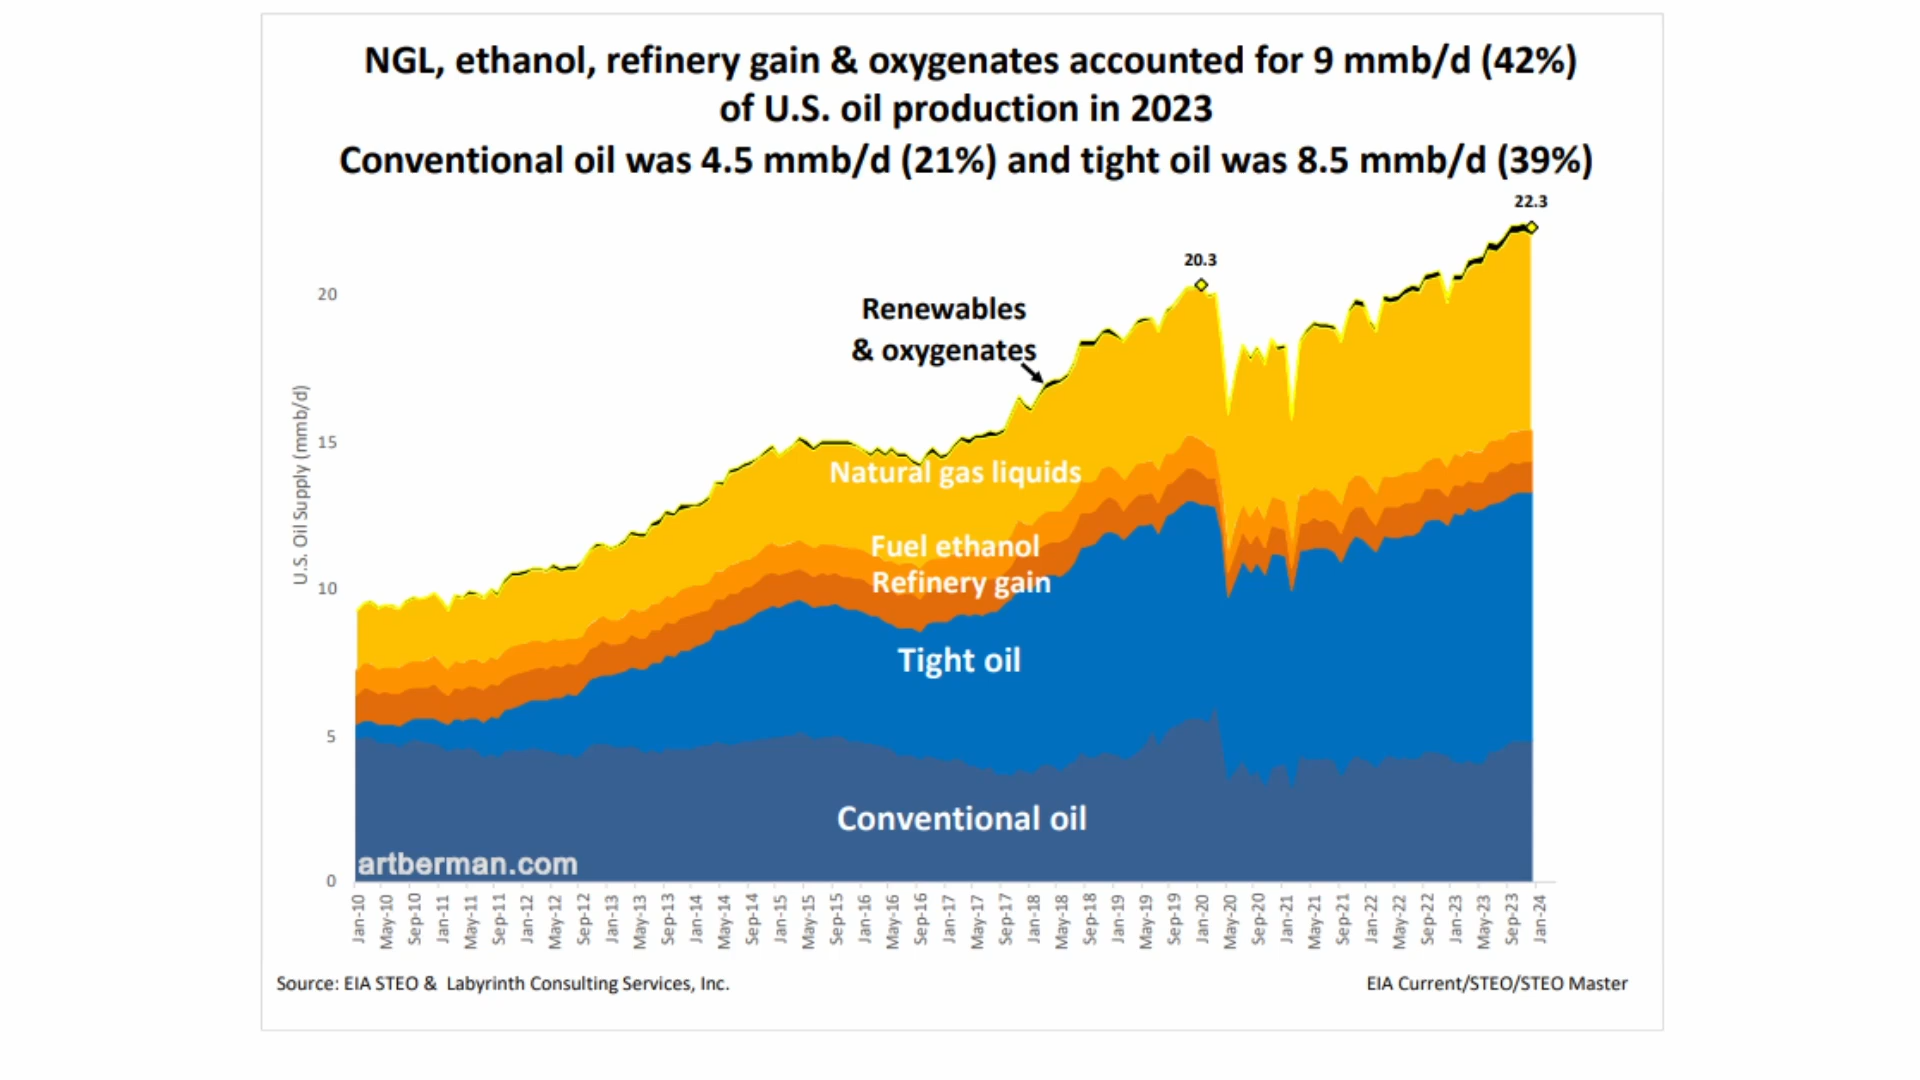 NGL, ethanol, refinery gain & oxygenates accounted for 9 mmb/d (42%)
of U.S. oil production in 2023
Conventional oil was 4.5 mmb/d (21%) and tight oil was 8.5 mmb/d (39%)
22.3
20.3
Renewables
& oxygenates
U.S. Oil Supply (mmb/d)
20
15
10
5
0
Natural gas liquids
Fuel ethanol
Refinery gain
Tight oil
Conventional oil
artberman.com
Jan-10
May-10
Sep-10
Jan-11
May-11
Sep-11
Jan-12
May-12
Sep-12
Jan-13
May-13
Sep-13
Jan-14
May-14
Sep-14
Jan-15
May-15
Sep-15
Jan-16
May-16
Sep-16
Jan-17
May-17
Sep-17
Jan-18
May-18
Sep-18
Jan-19
May-19
Sep-19
Jan-20
May-20
Sep-20
Jan-21
May-21
Sep-21
Jan-22
May-22
Sep-22
Jan-23
May-23
Sep-23
Jan-24
Source: EIA STEO & Labyrinth Consulting Services, Inc.
EIA Current/STEO/STEO Master